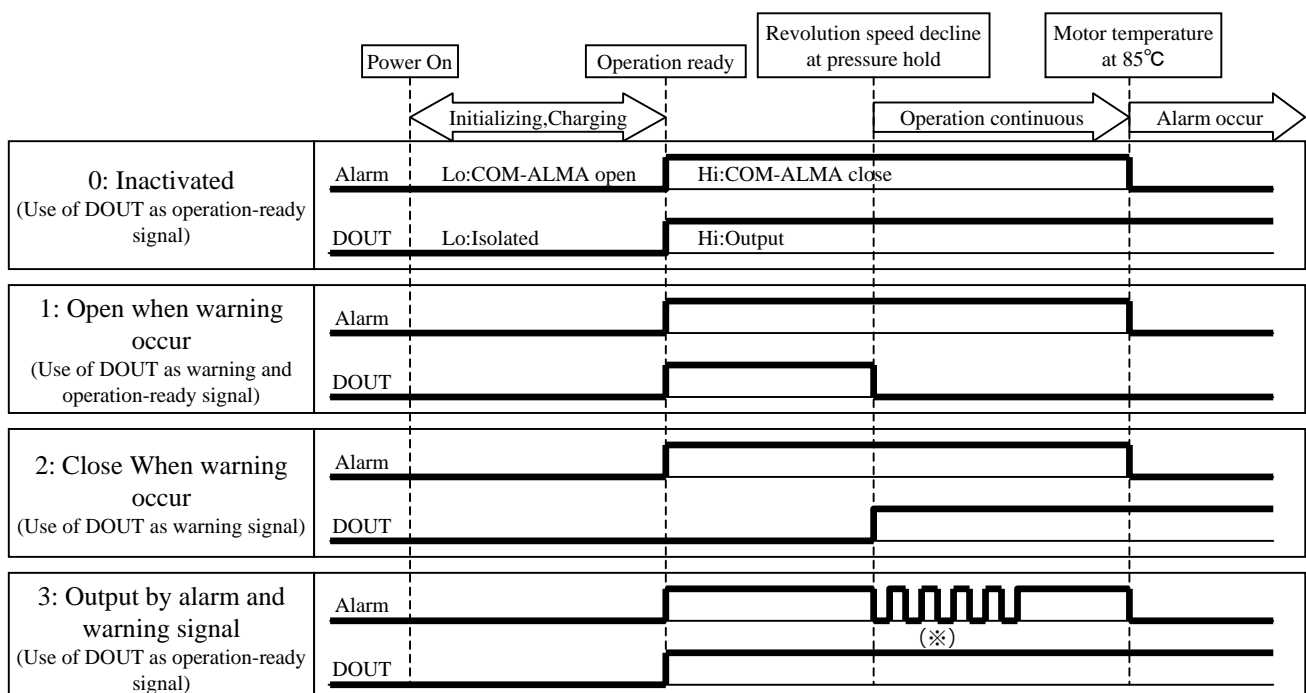 Revolution speed decline
at pressure hold
Motor temperature
at 85℃
Power On
Operation ready
Initializing,Charging
Operation continuous
Alarm occur
0: Inactivated
(Use of DOUT as operation-ready
signal)
Alarm
Lo:COM-ALMA open
Hi:COM-ALMA close
DOUT
Lo:Isolated
Hi:Output
1: Open when warning
occur
(Use of DOUT as warning and
operation-ready signal)
Alarm
DOUT
2: Close When warning
occur
(Use of DOUT as warning signal)
Alarm
DOUT
3: Output by alarm and
warning signal
(Use of DOUT as operation-ready
signal)
Alarm
(※)
DOUT